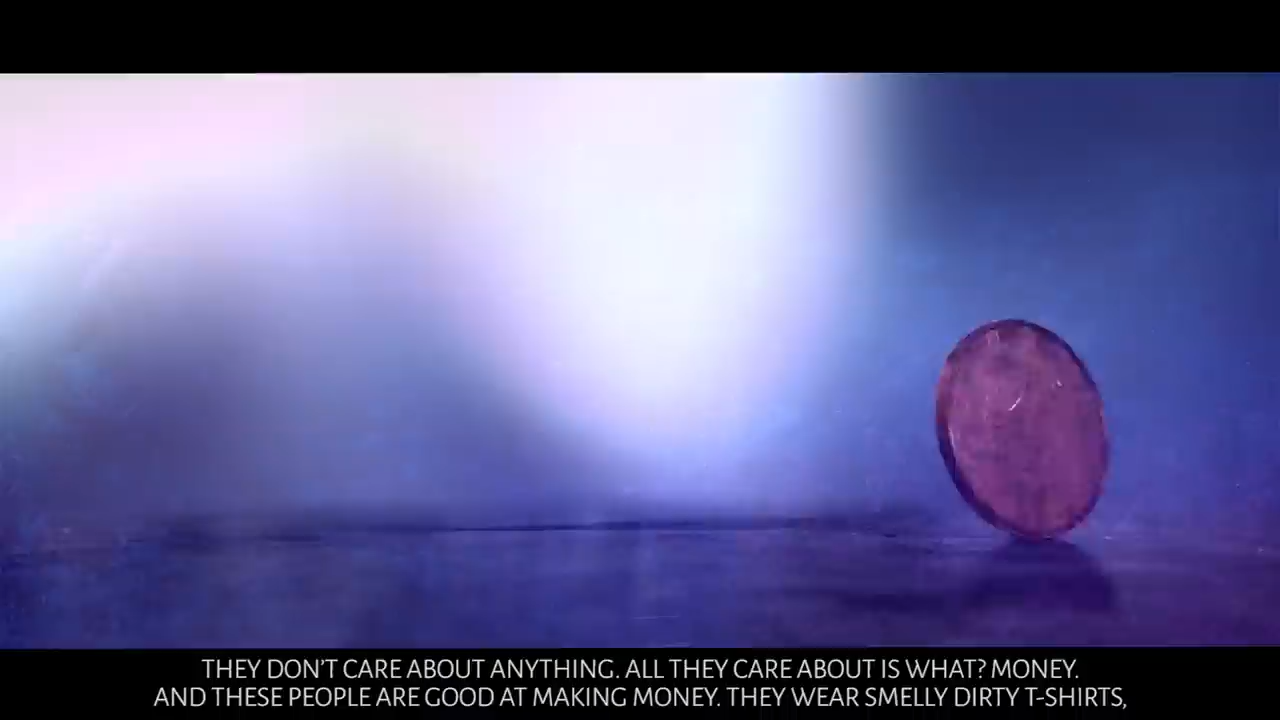 THEY DON'T CARE ABOUT ANYTHING. ALL THEY CARE ABOUT IS WHAT? MONEY.
AND THESE PEOPLE ARE GOOD AT MAKING MONEY. THEY WEAR SMELLY DIRTY T-SHIRTS,